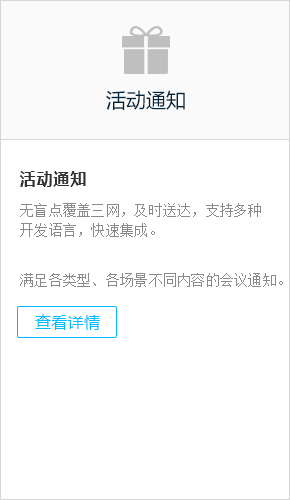 活动通知
活动通知
无盲点覆盖三网，及时送达，支持多种
开发语言，快速集成。
满足各类型、各场景不同内容的会议通知。
查看详情